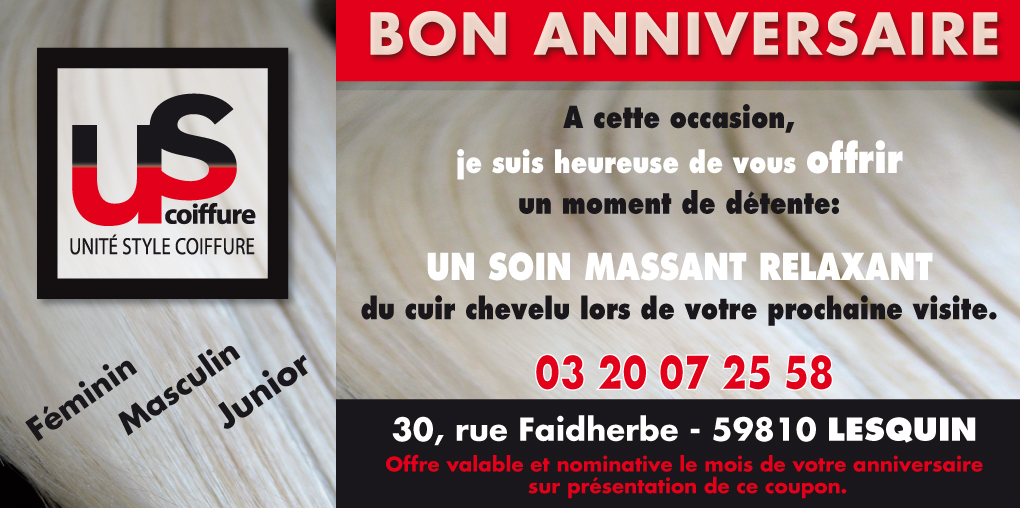 US
coiffure
UNITÉ STYLE COIFFURE
Féminin
Masculin
Junior
BON ANNIVERSAIRE
A cette occasion,
je suis heureuse de vous offrir
un moment de détente:
UN SOIN MASSANT RELAXANT
du cuir chevelu lors de votre prochaine visite.
03 20 07 25 58
30, rue Faidherbe - 59810 LESQUIN
Offre valable et nominative le mois de votre anniversaire
sur présentation de ce coupon.